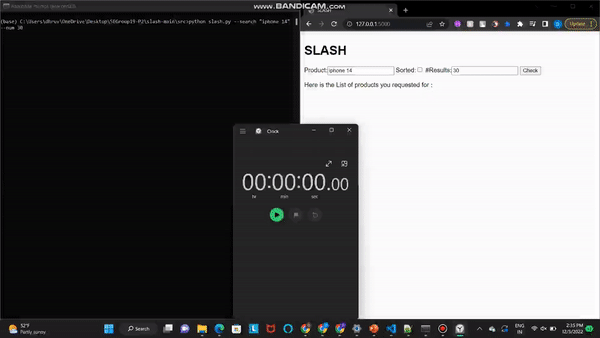 WWW.BANDICAM.COM
(base) C:\Users\dhruv\OneDrive\Desktop\SEGroup19-P2\slash-main\src>python slash.py --search "iphone 14"
--num 30
SLASH
127.0.0.1:5000
Update
SLASH
Product: iphone 14 Sorted: #Results: 30 Check
Here is the List of products you requested for :
Clock
00:00:00.00
hr min sec
52°F
Partly sunny
Search
ENG
IN
2:35 PM
12/5/2022